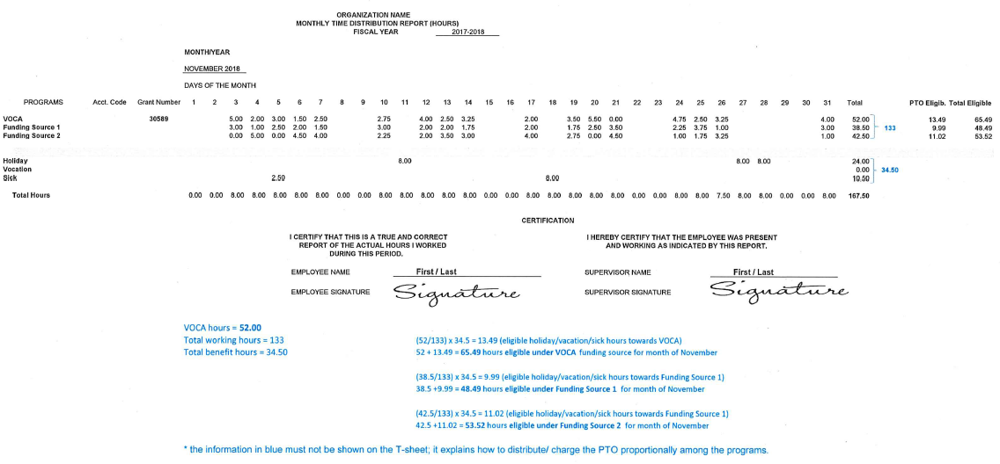 ORGANIZATION NAME
MONTHLY TIME DISTRIBUTION REPORT (HOURS)
FISCAL YEAR 2017-2018
MONTH/YEAR
NOVEMBER 2018
DAYS OF THE MONTH
PROGRAMS Acct. Code Grant Number 1 2 3 4 5 6 7 8 9 10 11 12 13 14 15 16 17 18 19 20 21 22 23 24 25 26 27 28 29 30 31 Total PTO Eligib. Total Eligible
VOCA 30589 5.00 2.00 3.00 1.50 2.50 2.75 4.00 2.50 3.25 2.00 3.50 5.50 0.00 4.75 2.50 3.25 4.00 52.00 13.49 65.49
Funding Source 1 3.00 1.00 2.50 2.00 1.50 3.00 2.00 2.00 1.75 2.00 1.75 2.50 3.50 2.25 3.75 1.00 3.00 38.50 133 9.99 48.49
Funding Source 2 0.00 5.00 0.00 4.50 4.00 2.25 2.00 3.50 3.00 4.00 2.75 0.00 4.50 1.00 1.75 3.25 1.00 42.50 11.02 53.52
Holiday 8.00 8.00 8.00 24.00
Vocation 0.00 34.50
Sick 2.50 8.00 10.50
Total Hours 0.00 0.00 8.00 8.00 8.00 8.00 8.00 0.00 0.00 8.00 8.00 8.00 8.00 8.00 0.00 0.00 8.00 8.00 8.00 8.00 8.00 0.00 0.00 8.00 8.00 7.50 8.00 8.00 0.00 0.00 8.00 167.50
CERTIFICATION
I CERTIFY THAT THIS IS A TRUE AND CORRECT
REPORT OF THE ACTUAL HOURS I WORKED
DURING THIS PERIOD.
I HEREBY CERTIFY THAT THE EMPLOYEE WAS PRESENT
AND WORKING AS INDICATED BY THIS REPORT.
EMPLOYEE NAME First / Last
SUPERVISOR NAME First / Last
EMPLOYEE SIGNATURE Signature
SUPERVISOR SIGNATURE Signature
VOCA hours = 52.00
Total working hours = 133
Total benefit hours = 34.50
(52/133) x 34.5 = 13.49 (eligible holiday/vacation/sick hours towards VOCA)
52 + 13.49 = 65.49 hours eligible under VOCA funding source for month of November
(38.5/133) x 34.5 = 9.99 (eligible holiday/vacation/sick hours towards Funding Source 1)
38.5 +9.99 = 48.49 hours eligible under Funding Source 1 for month of November
(42.5/133) x 34.5 = 11.02 (eligible holiday/vacation/sick hours towards Funding Source 1)
42.5 +11.02 = 53.52 hours eligible under Funding Source 2 for month of November
* the information in blue must not be shown on the T-sheet; it explains how to distribute/ charge the PTO proportionally among the programs.